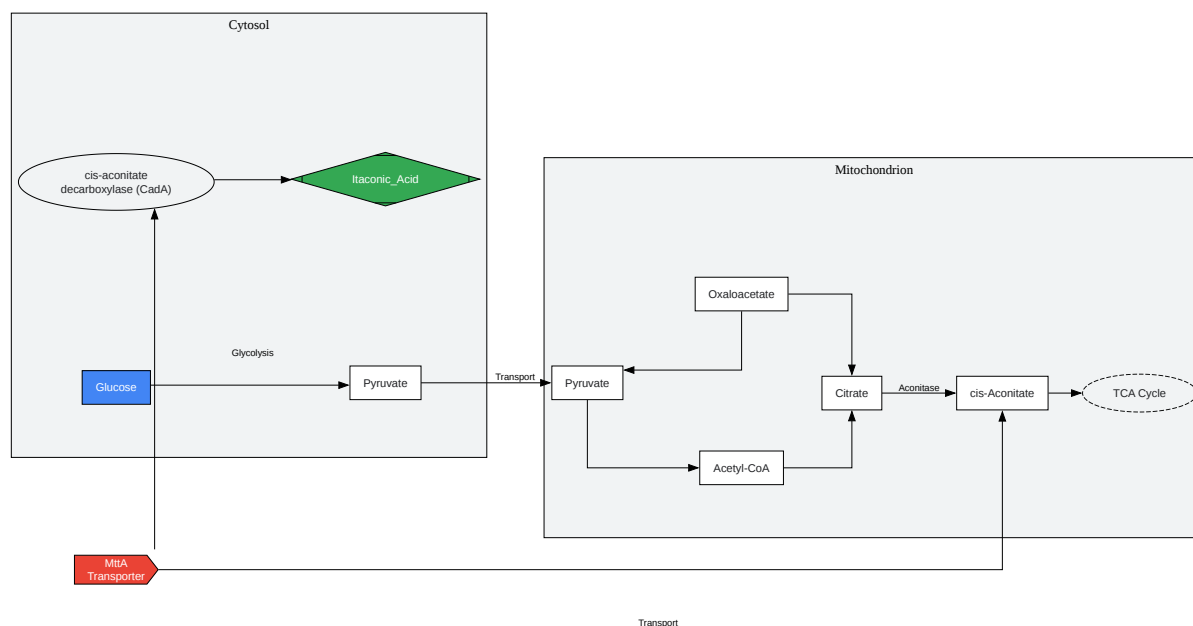 Cytosol
cis-aconitate
decarboxylase (CadA)
Itaconic_Acid
Mitochondrion
Oxaloacetate
Glycolysis
Glucose
Pyruvate
Transport
Pyruvate
Citrate
Aconitase
cis-Aconitate
TCA Cycle
Acetyl-CoA
MttA
Transporter
Transport